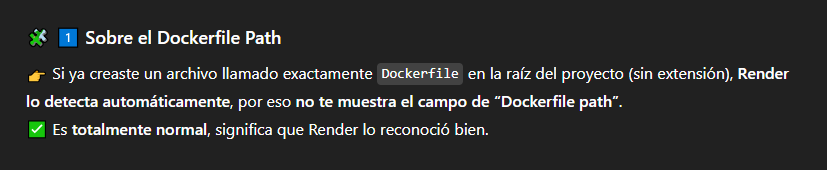 🧩 1️⃣ Sobre el Dockerfile Path
👉 Si ya creaste un archivo llamado exactamente Dockerfile en la raíz del proyecto (sin extensión), Render
lo detecta automáticamente, por eso no te muestra el campo de “Dockerfile path”.
✅ Es totalmente normal, significa que Render lo reconoció bien.